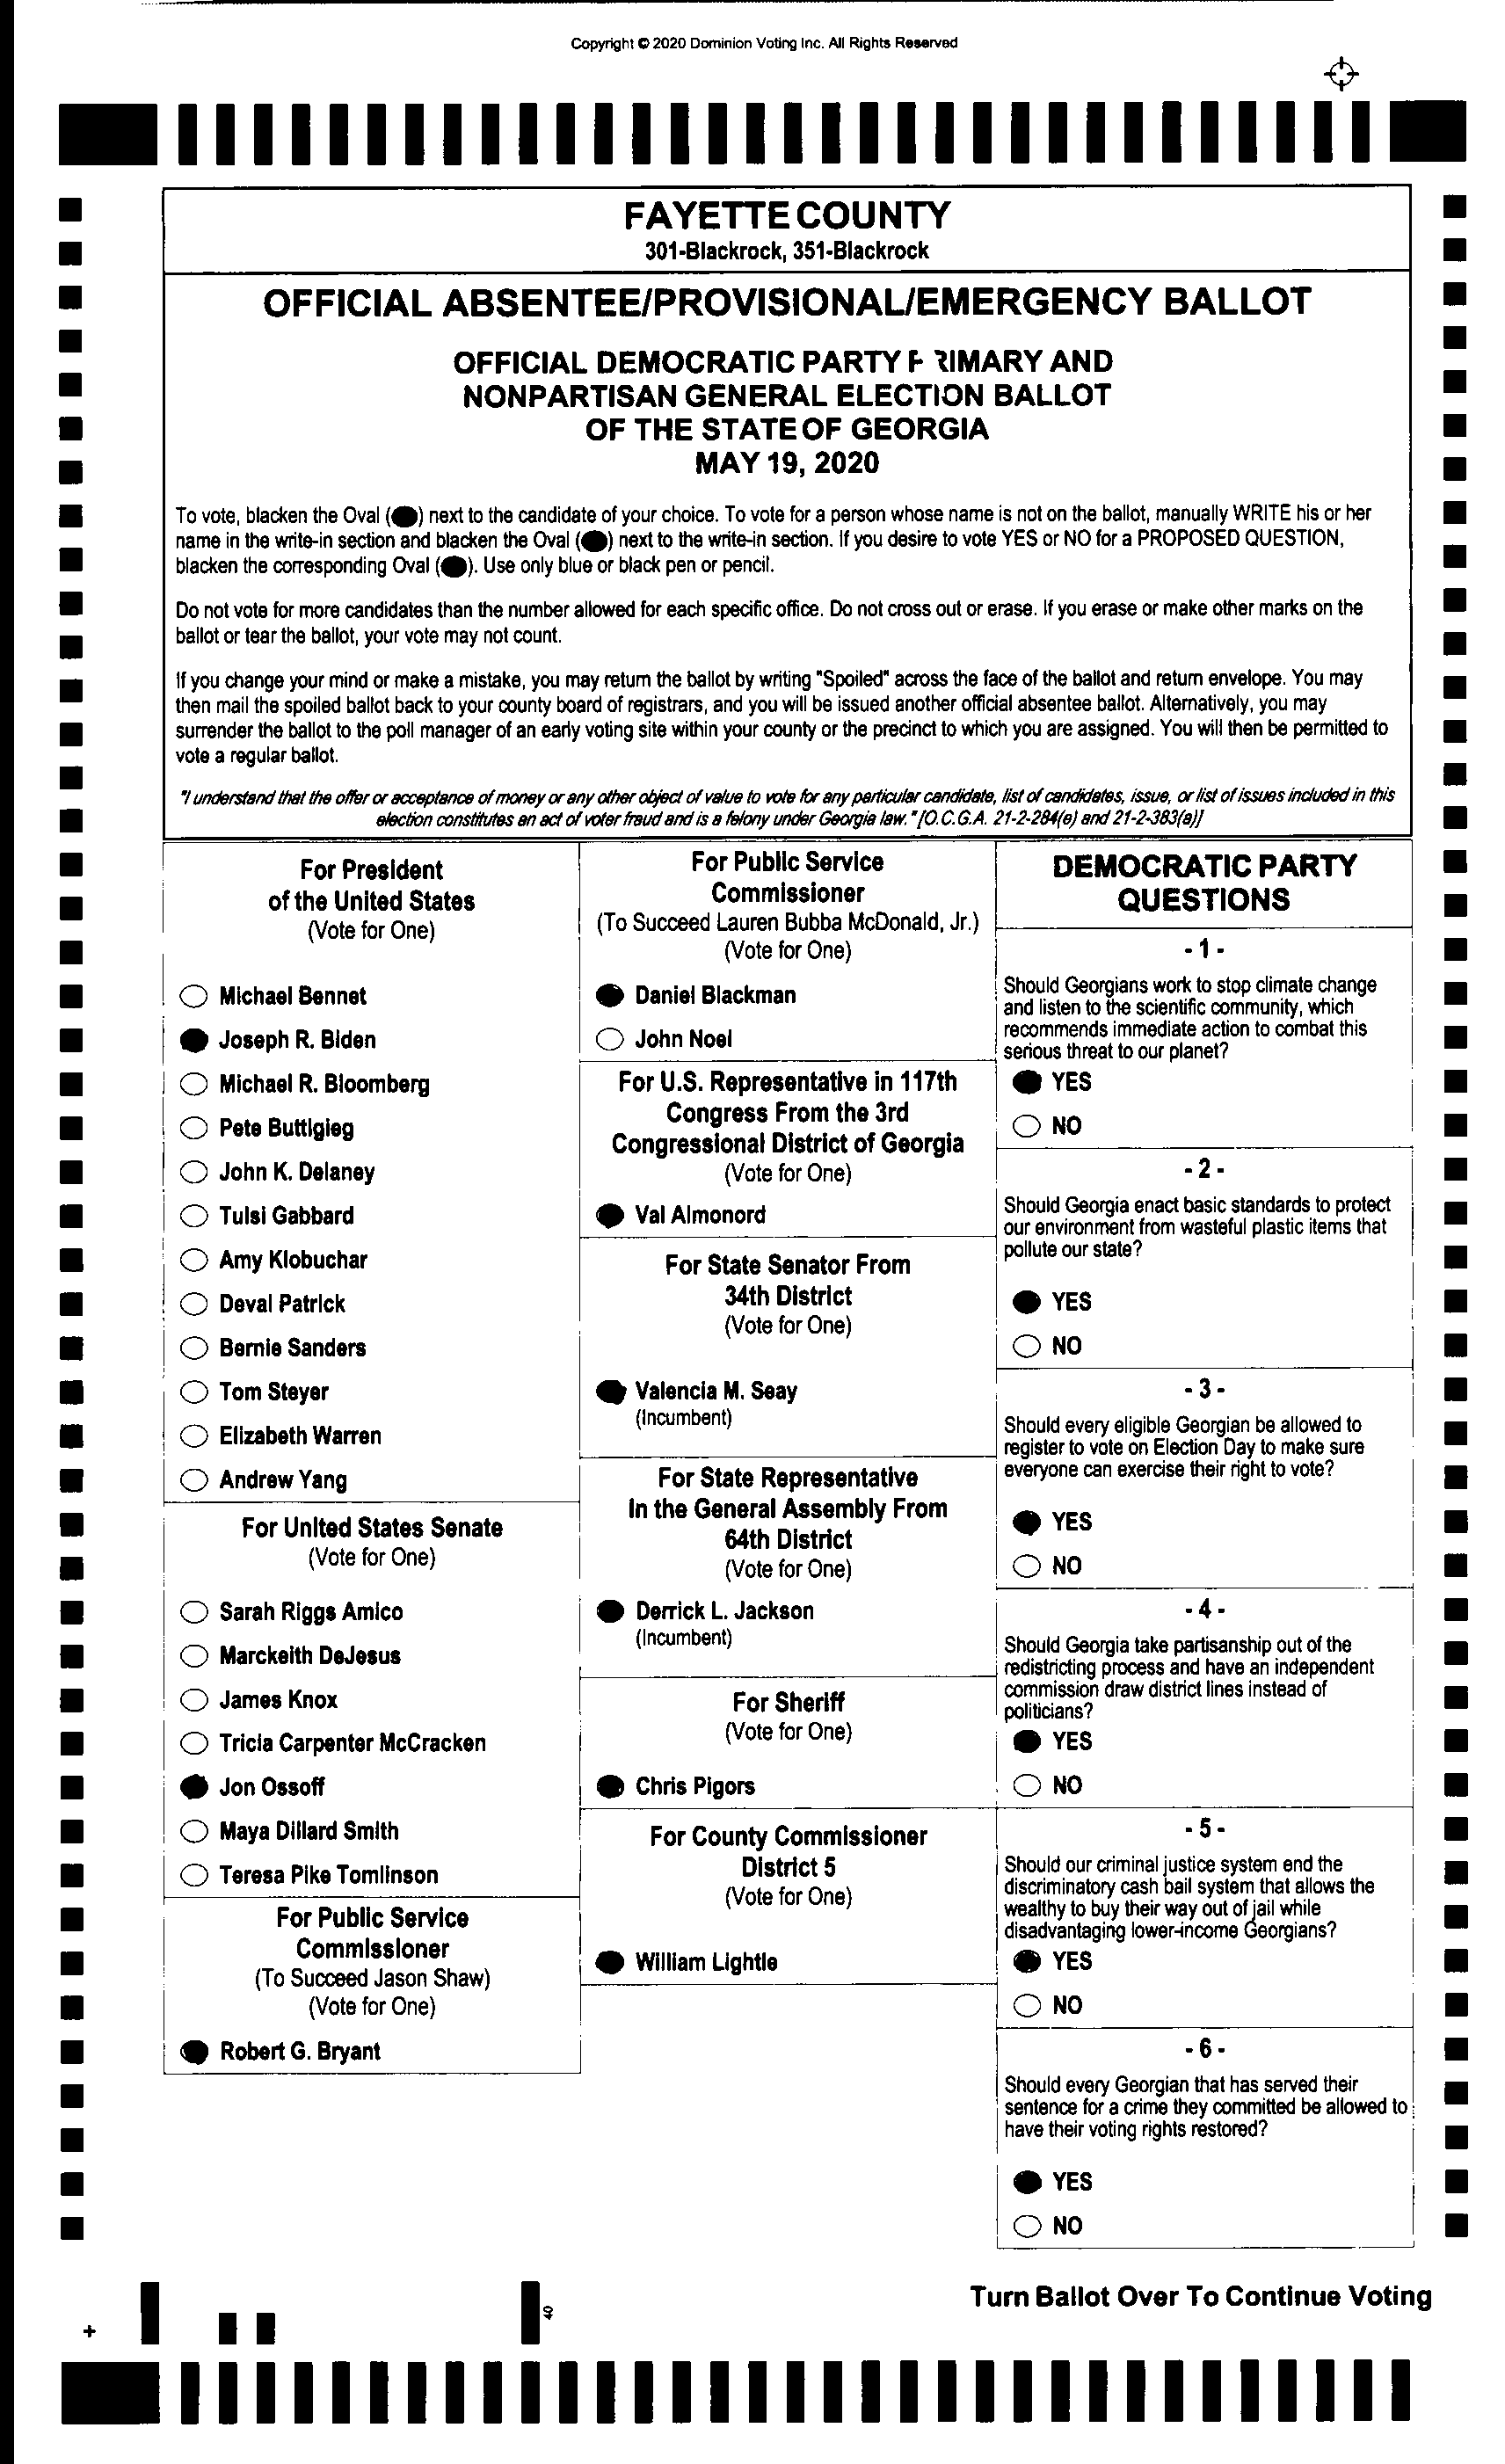 Copyright © 2020 Dominion Voting Inc. All Rights Reserved
FAYETTE COUNTY
301-Blackrock, 351-Blackrock
OFFICIAL ABSENTEE/PROVISIONAL/EMERGENCY BALLOT
OFFICIAL DEMOCRATIC PARTY PRIMARY AND
NONPARTISAN GENERAL ELECTION BALLOT
OF THE STATE OF GEORGIA
MAY 19, 2020
To vote, blacken the Oval (●) next to the candidate of your choice. To vote for a person whose name is not on the ballot, manually WRITE his or her
name in the write-in section and blacken the Oval (●) next to the write-in section. If you desire to vote YES or NO for a PROPOSED QUESTION,
blacken the corresponding Oval (●). Use only blue or black pen or pencil.
Do not vote for more candidates than the number allowed for each specific office. Do not cross out or erase. If you erase or make other marks on the
ballot or tear the ballot, your vote may not count.
If you change your mind or make a mistake, you may return the ballot by writing "Spoiled" across the face of the ballot and return envelope. You may
then mail the spoiled ballot back to your county board of registrars, and you will be issued another official absentee ballot. Alternatively, you may
surrender the ballot to the poll manager of an early voting site within your county or the precinct to which you are assigned. You will then be permitted to
vote a regular ballot.
"I understand that the offer or acceptance of money or any other object of value to vote for any particular candidate, list of candidates, issue, or list of issues included in this
election constitutes an act of voter fraud and is a felony under Georgia law." [O.C.G.A. 21-2-284(e) and 21-2-383(a)]
For President
of the United States
(Vote for One)
Michael Bennet
Joseph R. Biden
Michael R. Bloomberg
Pete Buttigieg
John K. Delaney
Tulsi Gabbard
Amy Klobuchar
Deval Patrick
Bernie Sanders
Tom Steyer
Elizabeth Warren
Andrew Yang
For United States Senate
(Vote for One)
Sarah Riggs Amico
Marckeith DeJesus
James Knox
Tricia Carpenter McCracken
Jon Ossoff
Maya Dillard Smith
Teresa Pike Tomlinson
For Public Service
Commissioner
(To Succeed Jason Shaw)
(Vote for One)
Robert G. Bryant
For Public Service
Commissioner
(To Succeed Lauren Bubba McDonald, Jr.)
(Vote for One)
Daniel Blackman
John Noel
For U.S. Representative in 117th
Congress From the 3rd
Congressional District of Georgia
(Vote for One)
Val Almonord
For State Senator From
34th District
(Vote for One)
Valencia M. Seay
(Incumbent)
For State Representative
In the General Assembly From
64th District
(Vote for One)
Derrick L. Jackson
(Incumbent)
For Sheriff
(Vote for One)
Chris Pigors
For County Commissioner
District 5
(Vote for One)
William Lightle
DEMOCRATIC PARTY
QUESTIONS
- 1 -
Should Georgians work to stop climate change
and listen to the scientific community, which
recommends immediate action to combat this
serious threat to our planet?
YES
NO
- 2 -
Should Georgia enact basic standards to protect
our environment from wasteful plastic items that
pollute our state?
YES
NO
- 3 -
Should every eligible Georgian be allowed to
register to vote on Election Day to make sure
everyone can exercise their right to vote?
YES
NO
- 4 -
Should Georgia take partisanship out of the
redistricting process and have an independent
commission draw district lines instead of
politicians?
YES
NO
- 5 -
Should our criminal justice system end the
discriminatory cash bail system that allows the
wealthy to buy their way out of jail while
disadvantaging lower-income Georgians?
YES
NO
- 6 -
Should every Georgian that has served their
sentence for a crime they committed be allowed to
have their voting rights restored?
YES
NO
Turn Ballot Over To Continue Voting